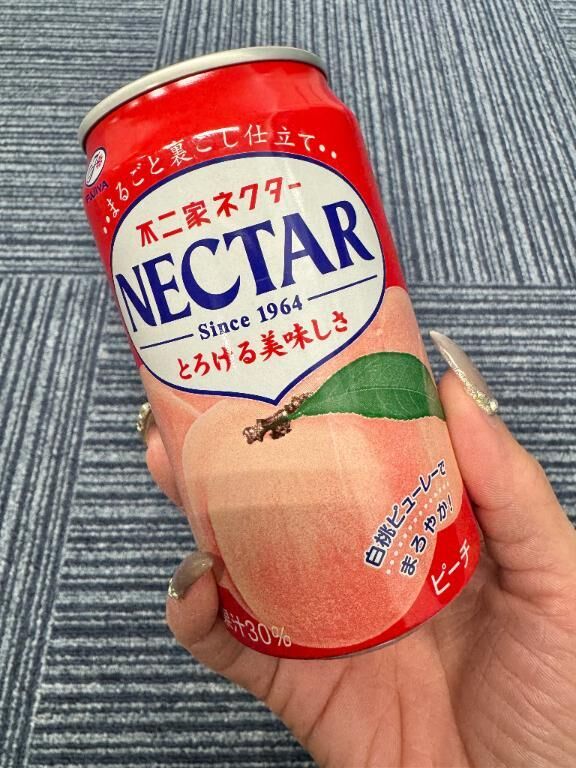 まるごと裏ごし仕立て
FUJIYA
不二家ネクター
NECTAR
Since 1964
とろける美味しさ
白桃ピューレーで
まろやか!
ピーチ
果汁30%